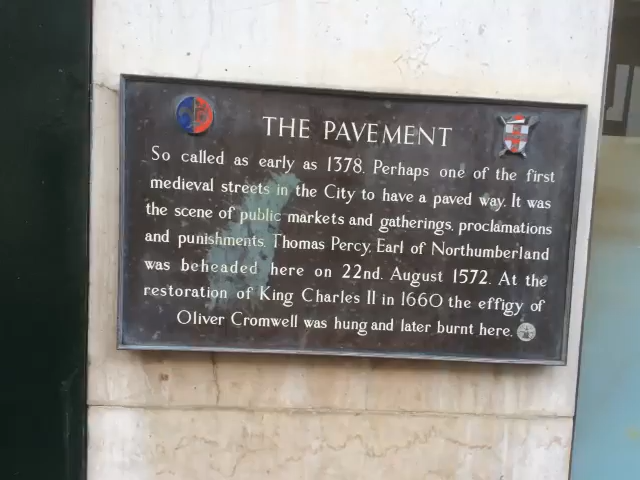 THE PAVEMENT
So called as early as 1378. Perhaps one of the first
medieval streets in the City to have a paved way. It was
the scene of public markets and gatherings, proclamations
and punishments. Thomas Percy, Earl of Northumberland
was beheaded here on 22nd. August 1572. At the
restoration of King Charles II in 1660 the effigy of
Oliver Cromwell was hung and later burnt here.